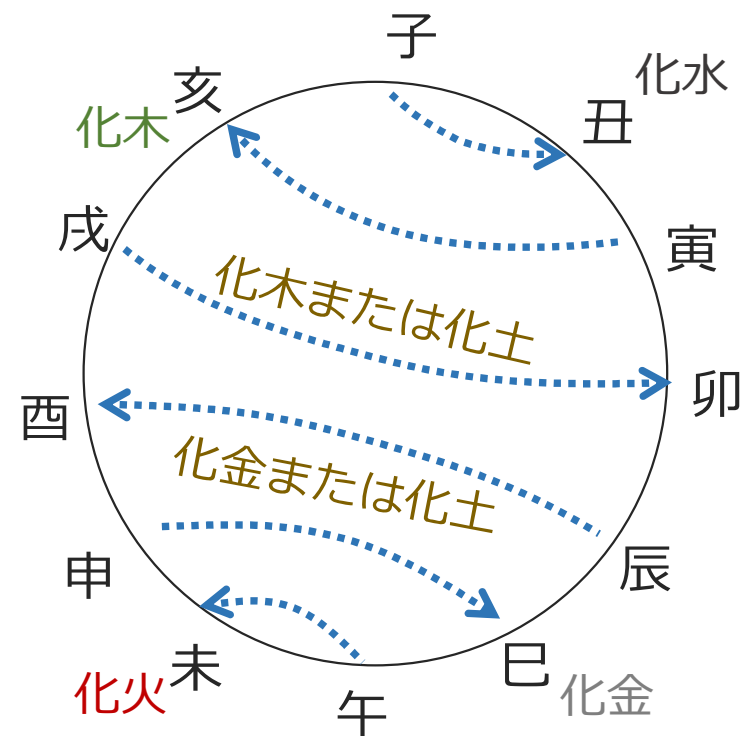 子
化水
亥
丑
化木
戌
寅
化木または化土
卯
酉
化金または化土
申
辰
未
巳
化火
化金
午